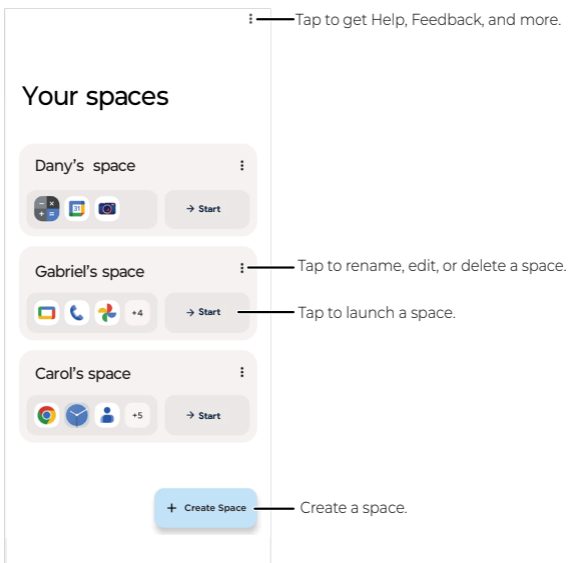 Tap to get Help, Feedback, and more.
Your spaces
Dany's space
31
→ Start
Gabriel's space
Tap to rename, edit, or delete a space.
+4
→ Start
Tap to launch a space.
Carol's space
+5
→ Start
+ Create Space
Create a space.